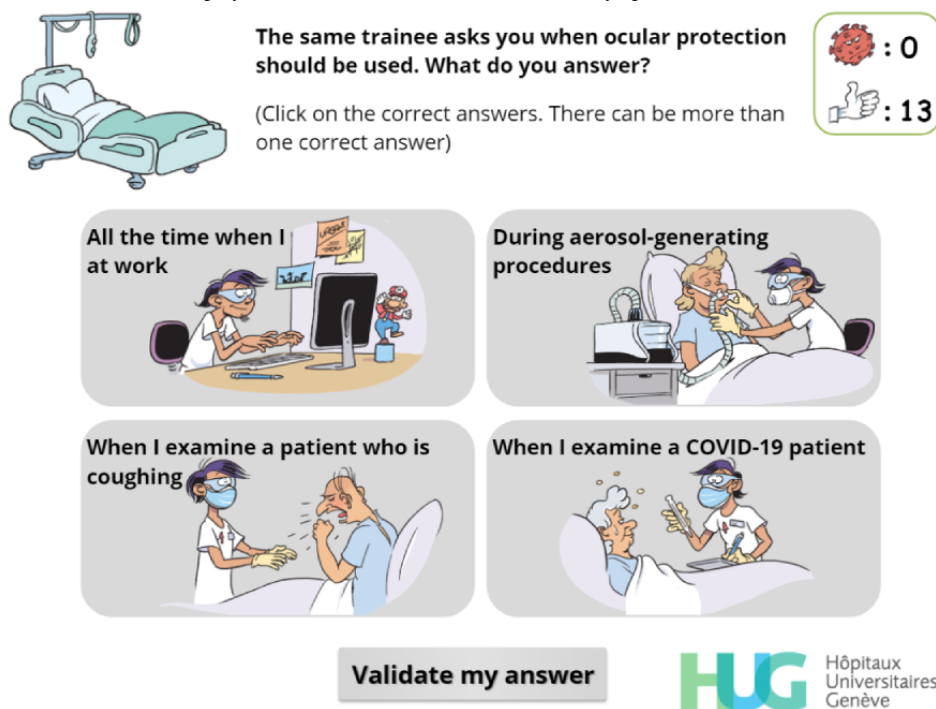 The same trainee asks you when ocular protection
should be used. What do you answer?
(Click on the correct answers. There can be more than
one correct answer)
: 0
: 13
All the time when I
at work
URGENT
During aerosol-generating
procedures
When I examine a patient who is
coughing
When I examine a COVID-19 patient
Validate my answer
HUG
Hôpitaux
Universitaires
Genève